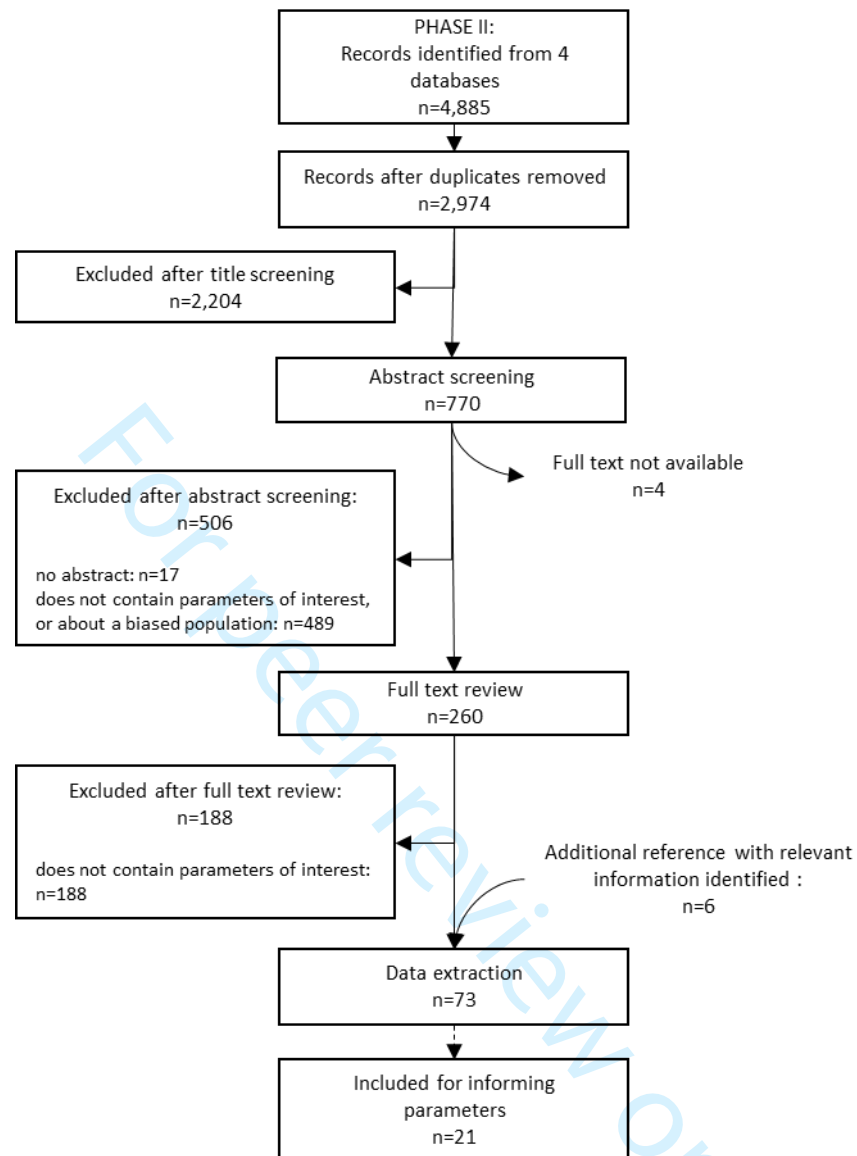 PHASE II:
Records identified from 4
databases
n=4,885
Records after duplicates removed
n=2,974
Excluded after title screening
n=2,204
Abstract screening
n=770
Full text not available
n=4
Excluded after abstract screening:
n=506
no abstract: n=17
does not contain parameters of interest,
or about a biased population: n=489
Full text review
n=260
Excluded after full text review:
n=188
does not contain parameters of interest:
n=188
Additional reference with relevant
information identified :
n=6
Data extraction
n=73
Included for informing
parameters
n=21
For peer review on